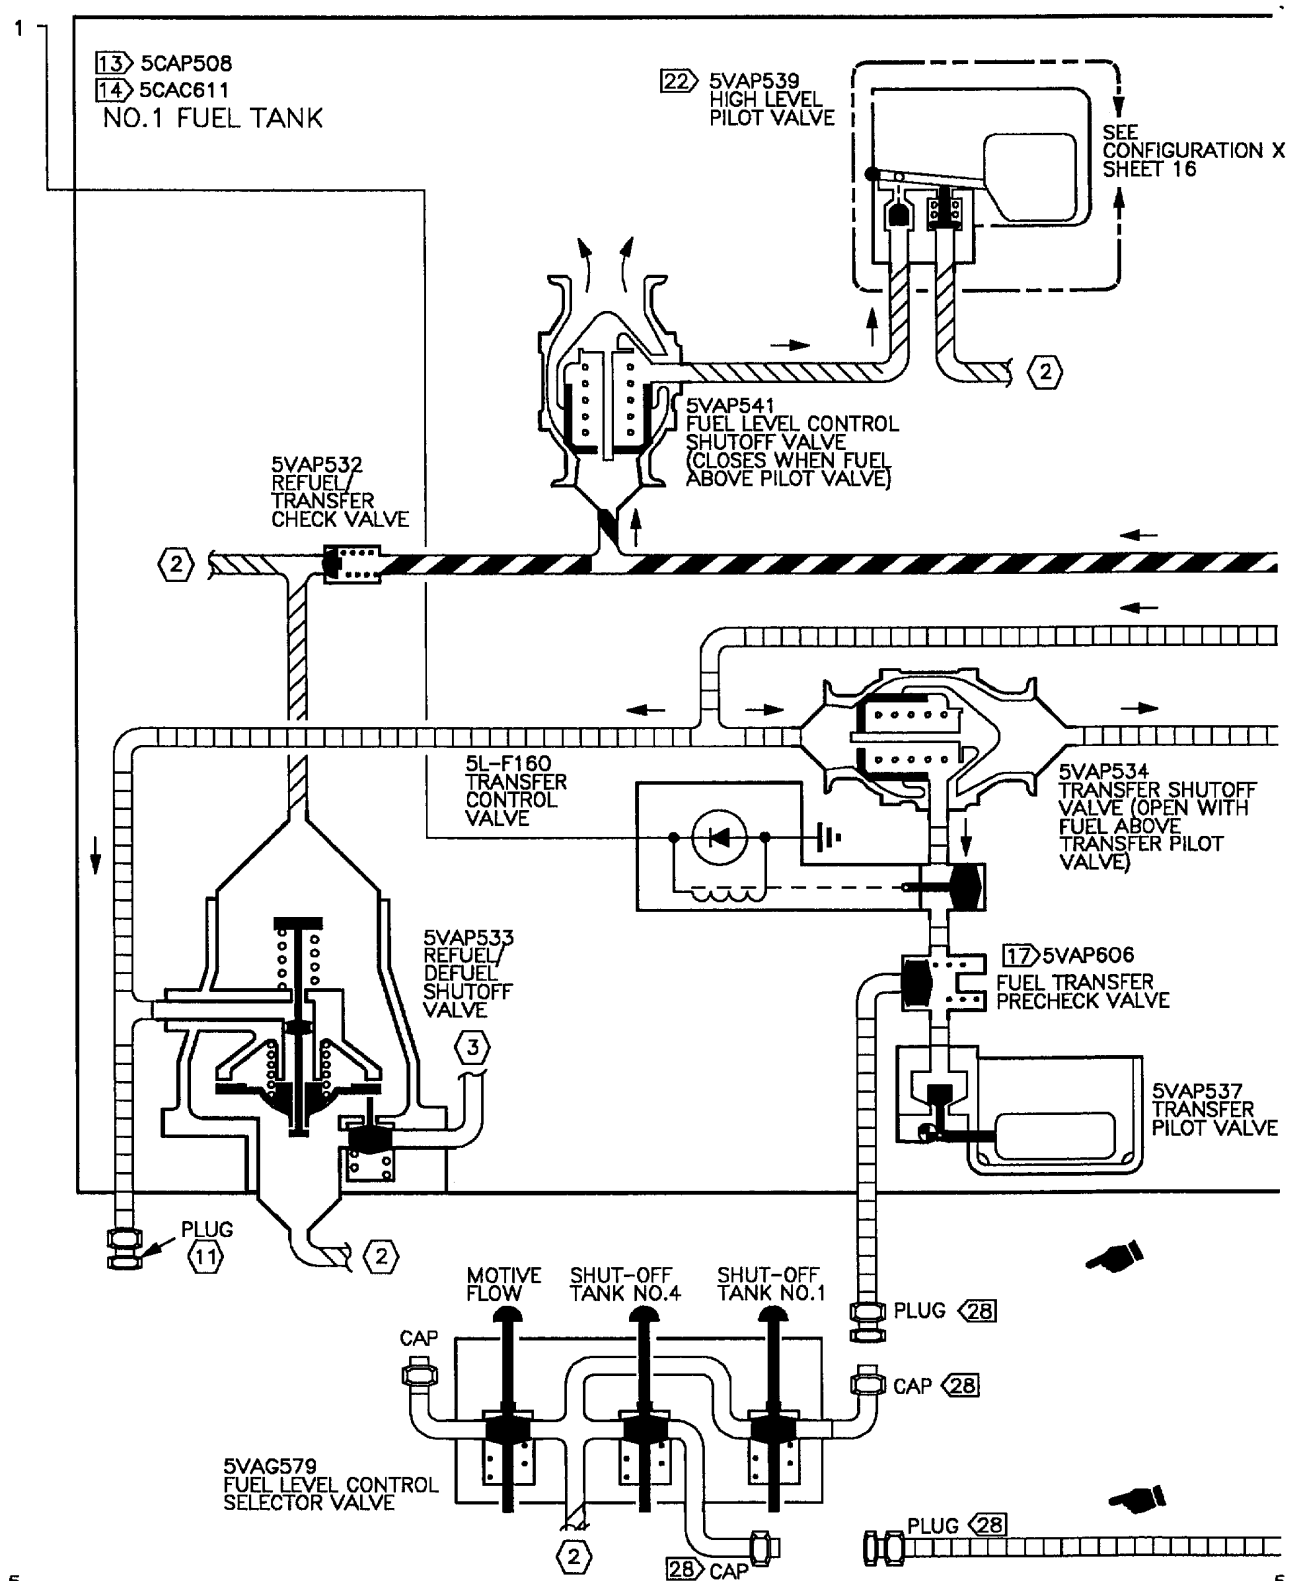 1
13 5CAP508
14 5CAC611
NO.1 FUEL TANK
22 5VAP539
HIGH LEVEL
PILOT VALVE
SEE
CONFIGURATION X
SHEET 16
2
5VAP541
FUEL LEVEL CONTROL
SHUTOFF VALVE
(CLOSES WHEN FUEL
ABOVE PILOT VALVE)
5VAP532
REFUEL/
TRANSFER
CHECK VALVE
2
5L-F160
TRANSFER
CONTROL
VALVE
5VAP534
TRANSFER SHUTOFF
VALVE (OPEN WITH
FUEL ABOVE
TRANSFER PILOT
VALVE)
5VAP533
REFUEL/
DEFUEL
SHUTOFF
VALVE
3
17 5VAP606
FUEL TRANSFER
PRECHECK VALVE
5VAP537
TRANSFER
PILOT VALVE
PLUG
11
2
MOTIVE
FLOW
SHUT-OFF
TANK NO.4
SHUT-OFF
TANK NO.1
PLUG 28
CAP
CAP 28
5VAG579
FUEL LEVEL CONTROL
SELECTOR VALVE
2
28 CAP
PLUG 28